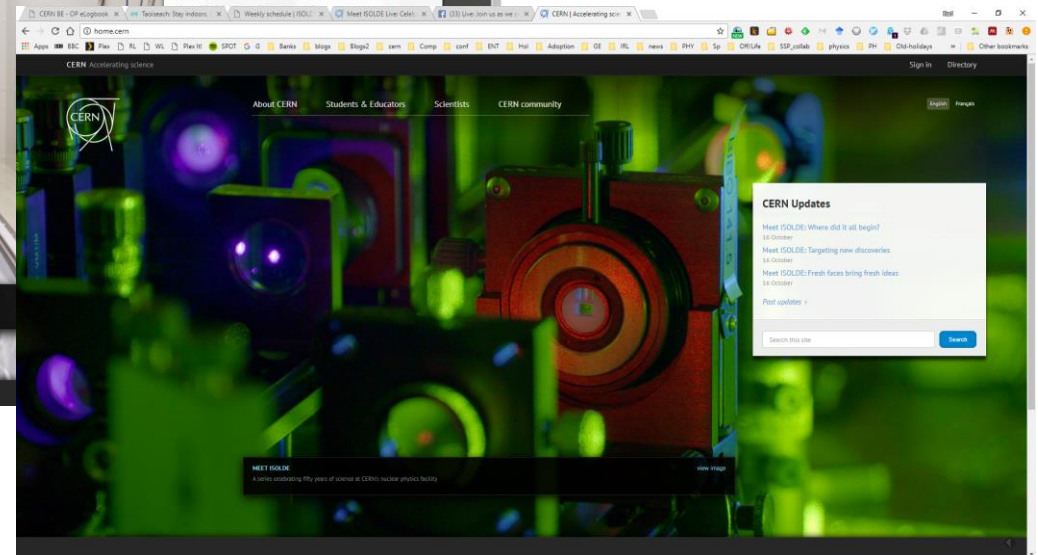 CERN BE - OP eLogbook
Taoiseach: Stay indoors
Weekly schedule | ISOL
Meet ISOLDE Live: Celeb
(33) Live: Join us as we
CERN | Accelerating scie
Neil
home.cern
Apps BBC Plex RL WL Plex It! SPOT G G Banks blogs Blogs2 cern Comp conf ENT Hol Adoption GE IRL news PHY Sp Off/Life SSP_collab physics PH Old-holidays » Other bookmarks
CERN Accelerating science
Sign in Directory
CERN
About CERN Students & Educators Scientists CERN community
English Français
CERN Updates
Meet ISOLDE: Where did it all begin?
16 October
Meet ISOLDE: Targeting new discoveries
16 October
Meet ISOLDE: Fresh faces bring fresh ideas
16 October
Past updates ›
Search this site
Search
MEET ISOLDE
view image
A series celebrating fifty years of science at CERN's nuclear physics facility